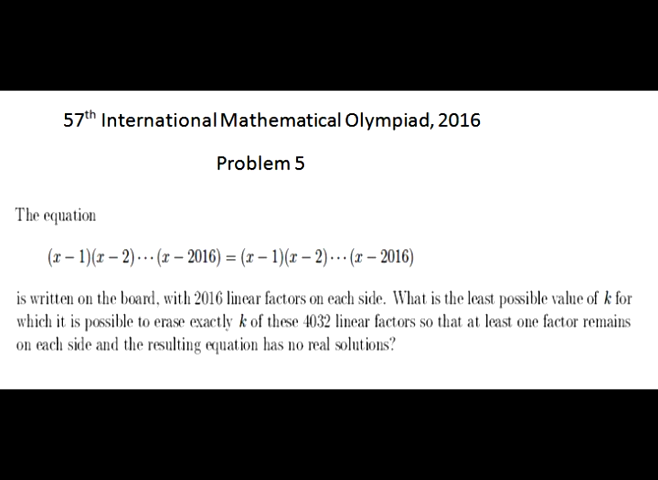 57th International Mathematical Olympiad, 2016
Problem 5
The equation
(x − 1)(x − 2) ⋯ (x − 2016) = (x − 1)(x − 2) ⋯ (x − 2016)
is written on the board, with 2016 linear factors on each side. What is the least possible value of k for
which it is possible to erase exactly k of these 4032 linear factors so that at least one factor remains
on each side and the resulting equation has no real solutions?